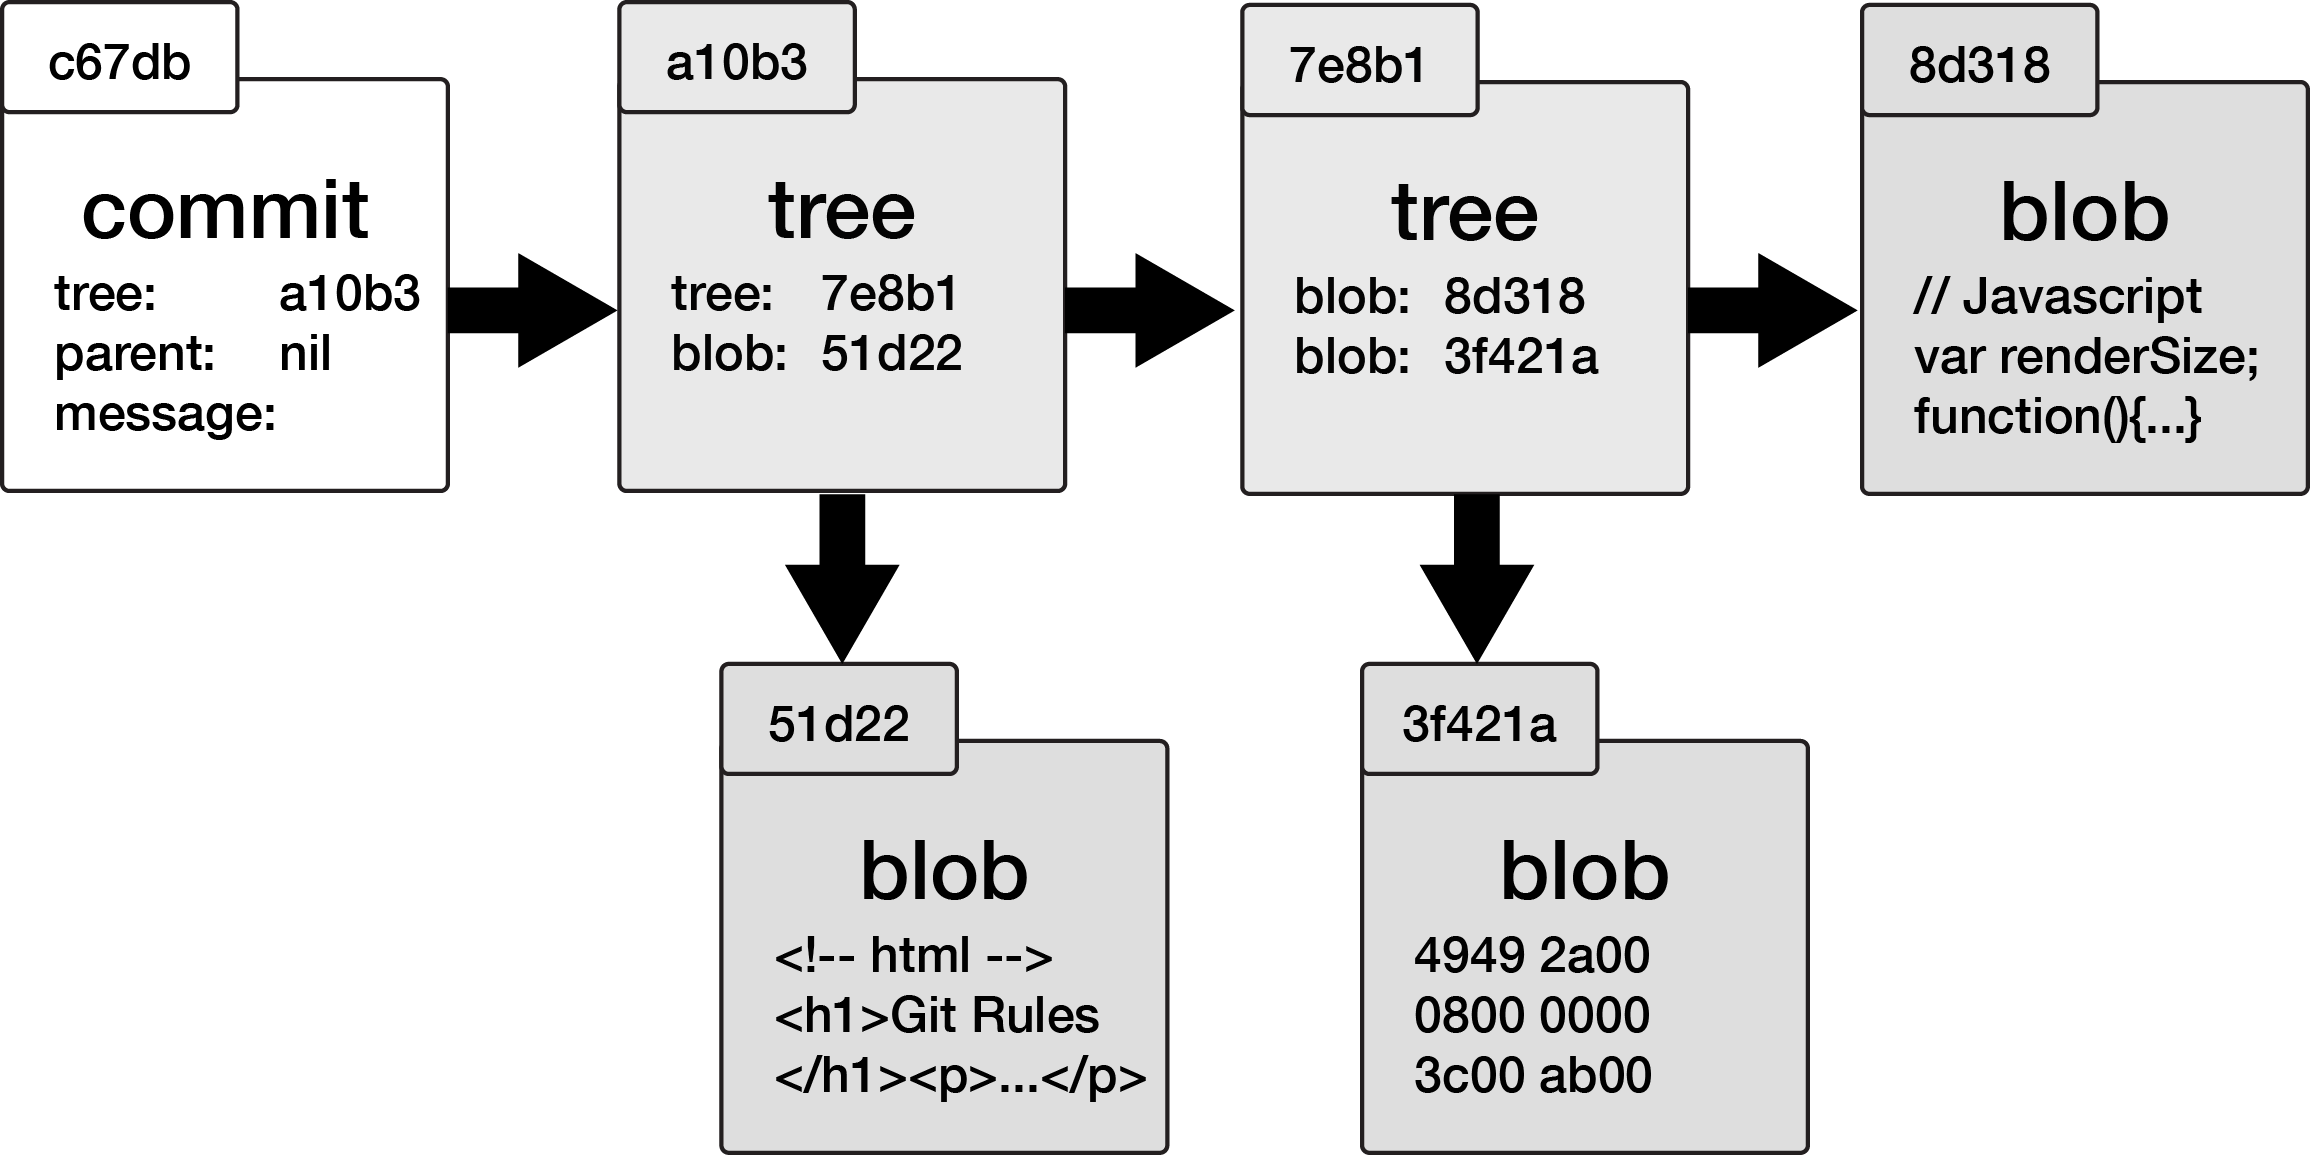 c67db
commit
tree: a10b3
parent: nil
message:
a10b3
tree
tree: 7e8b1
blob: 51d22
7e8b1
tree
blob: 8d318
blob: 3f421a
8d318
blob
// Javascript
var renderSize;
function(){...}
51d22
blob
<!-- html -->
<h1>Git Rules
</h1><p>...</p>
3f421a
blob
4949 2a00
0800 0000
3c00 ab00